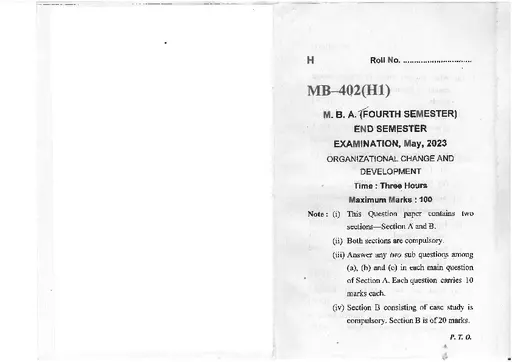 H Roll No. ..............................
MB–402(H1)
M. B. A. (FOURTH SEMESTER)
END SEMESTER
EXAMINATION, May, 2023
ORGANIZATIONAL CHANGE AND
DEVELOPMENT
Time : Three Hours
Maximum Marks : 100
Note : (i) This Question paper contains two
sections—Section A and B.
(ii) Both sections are compulsory.
(iii) Answer any two sub questions among
(a), (b) and (c) in each main question
of Section A. Each question carries 10
marks each.
(iv) Section B consisting of case study is
compulsory. Section B is of 20 marks.
P. T. O.